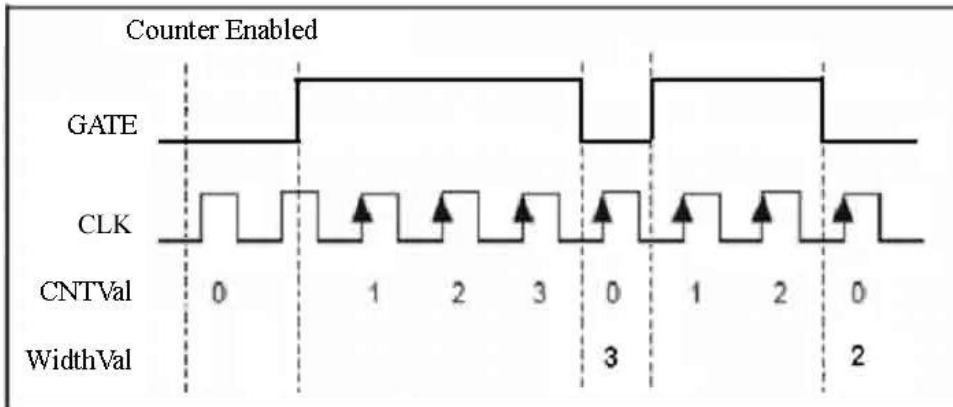 Counter Enabled
GATE
CLK
CNTVal 0 1 2 3 0 1 2 0
WidthVal 3 2